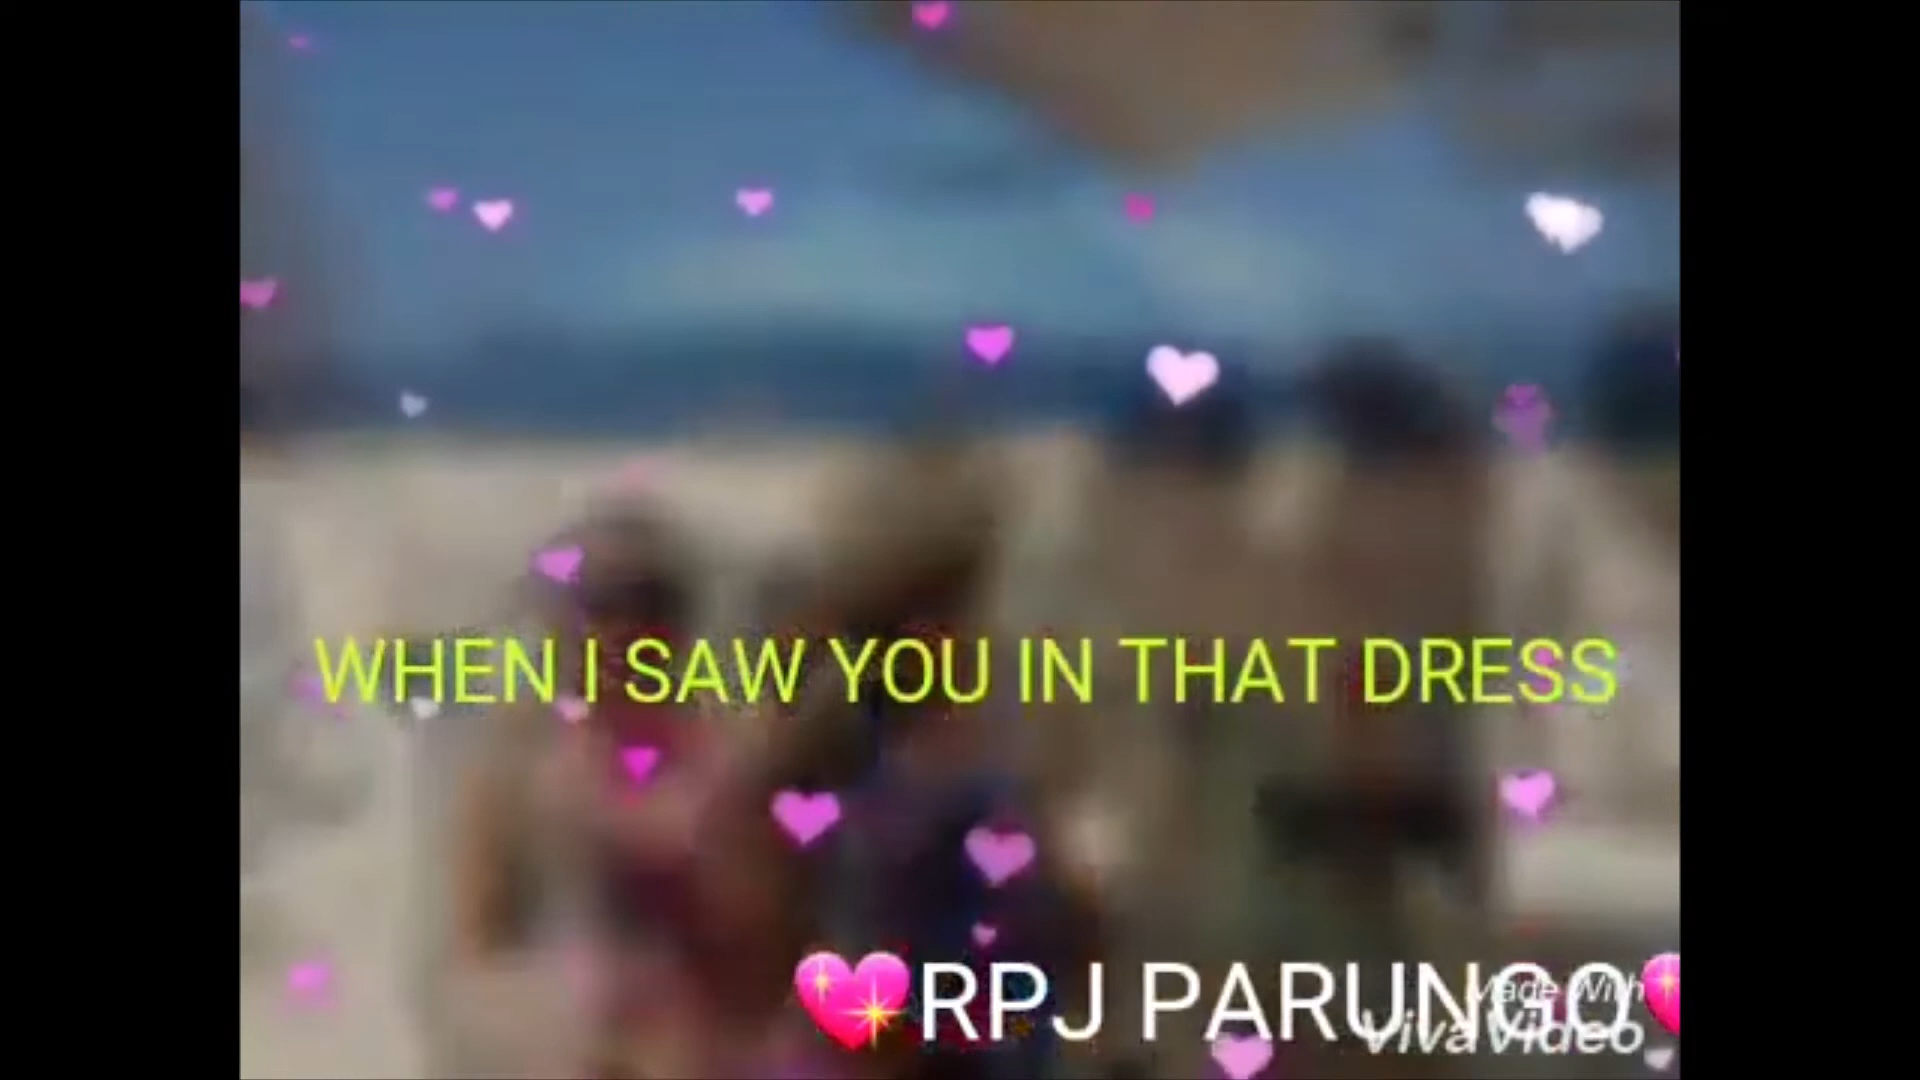 WHEN I SAW YOU IN THAT DRESS
💖RPJ PARUNGO💖
Made With
VivaVideo